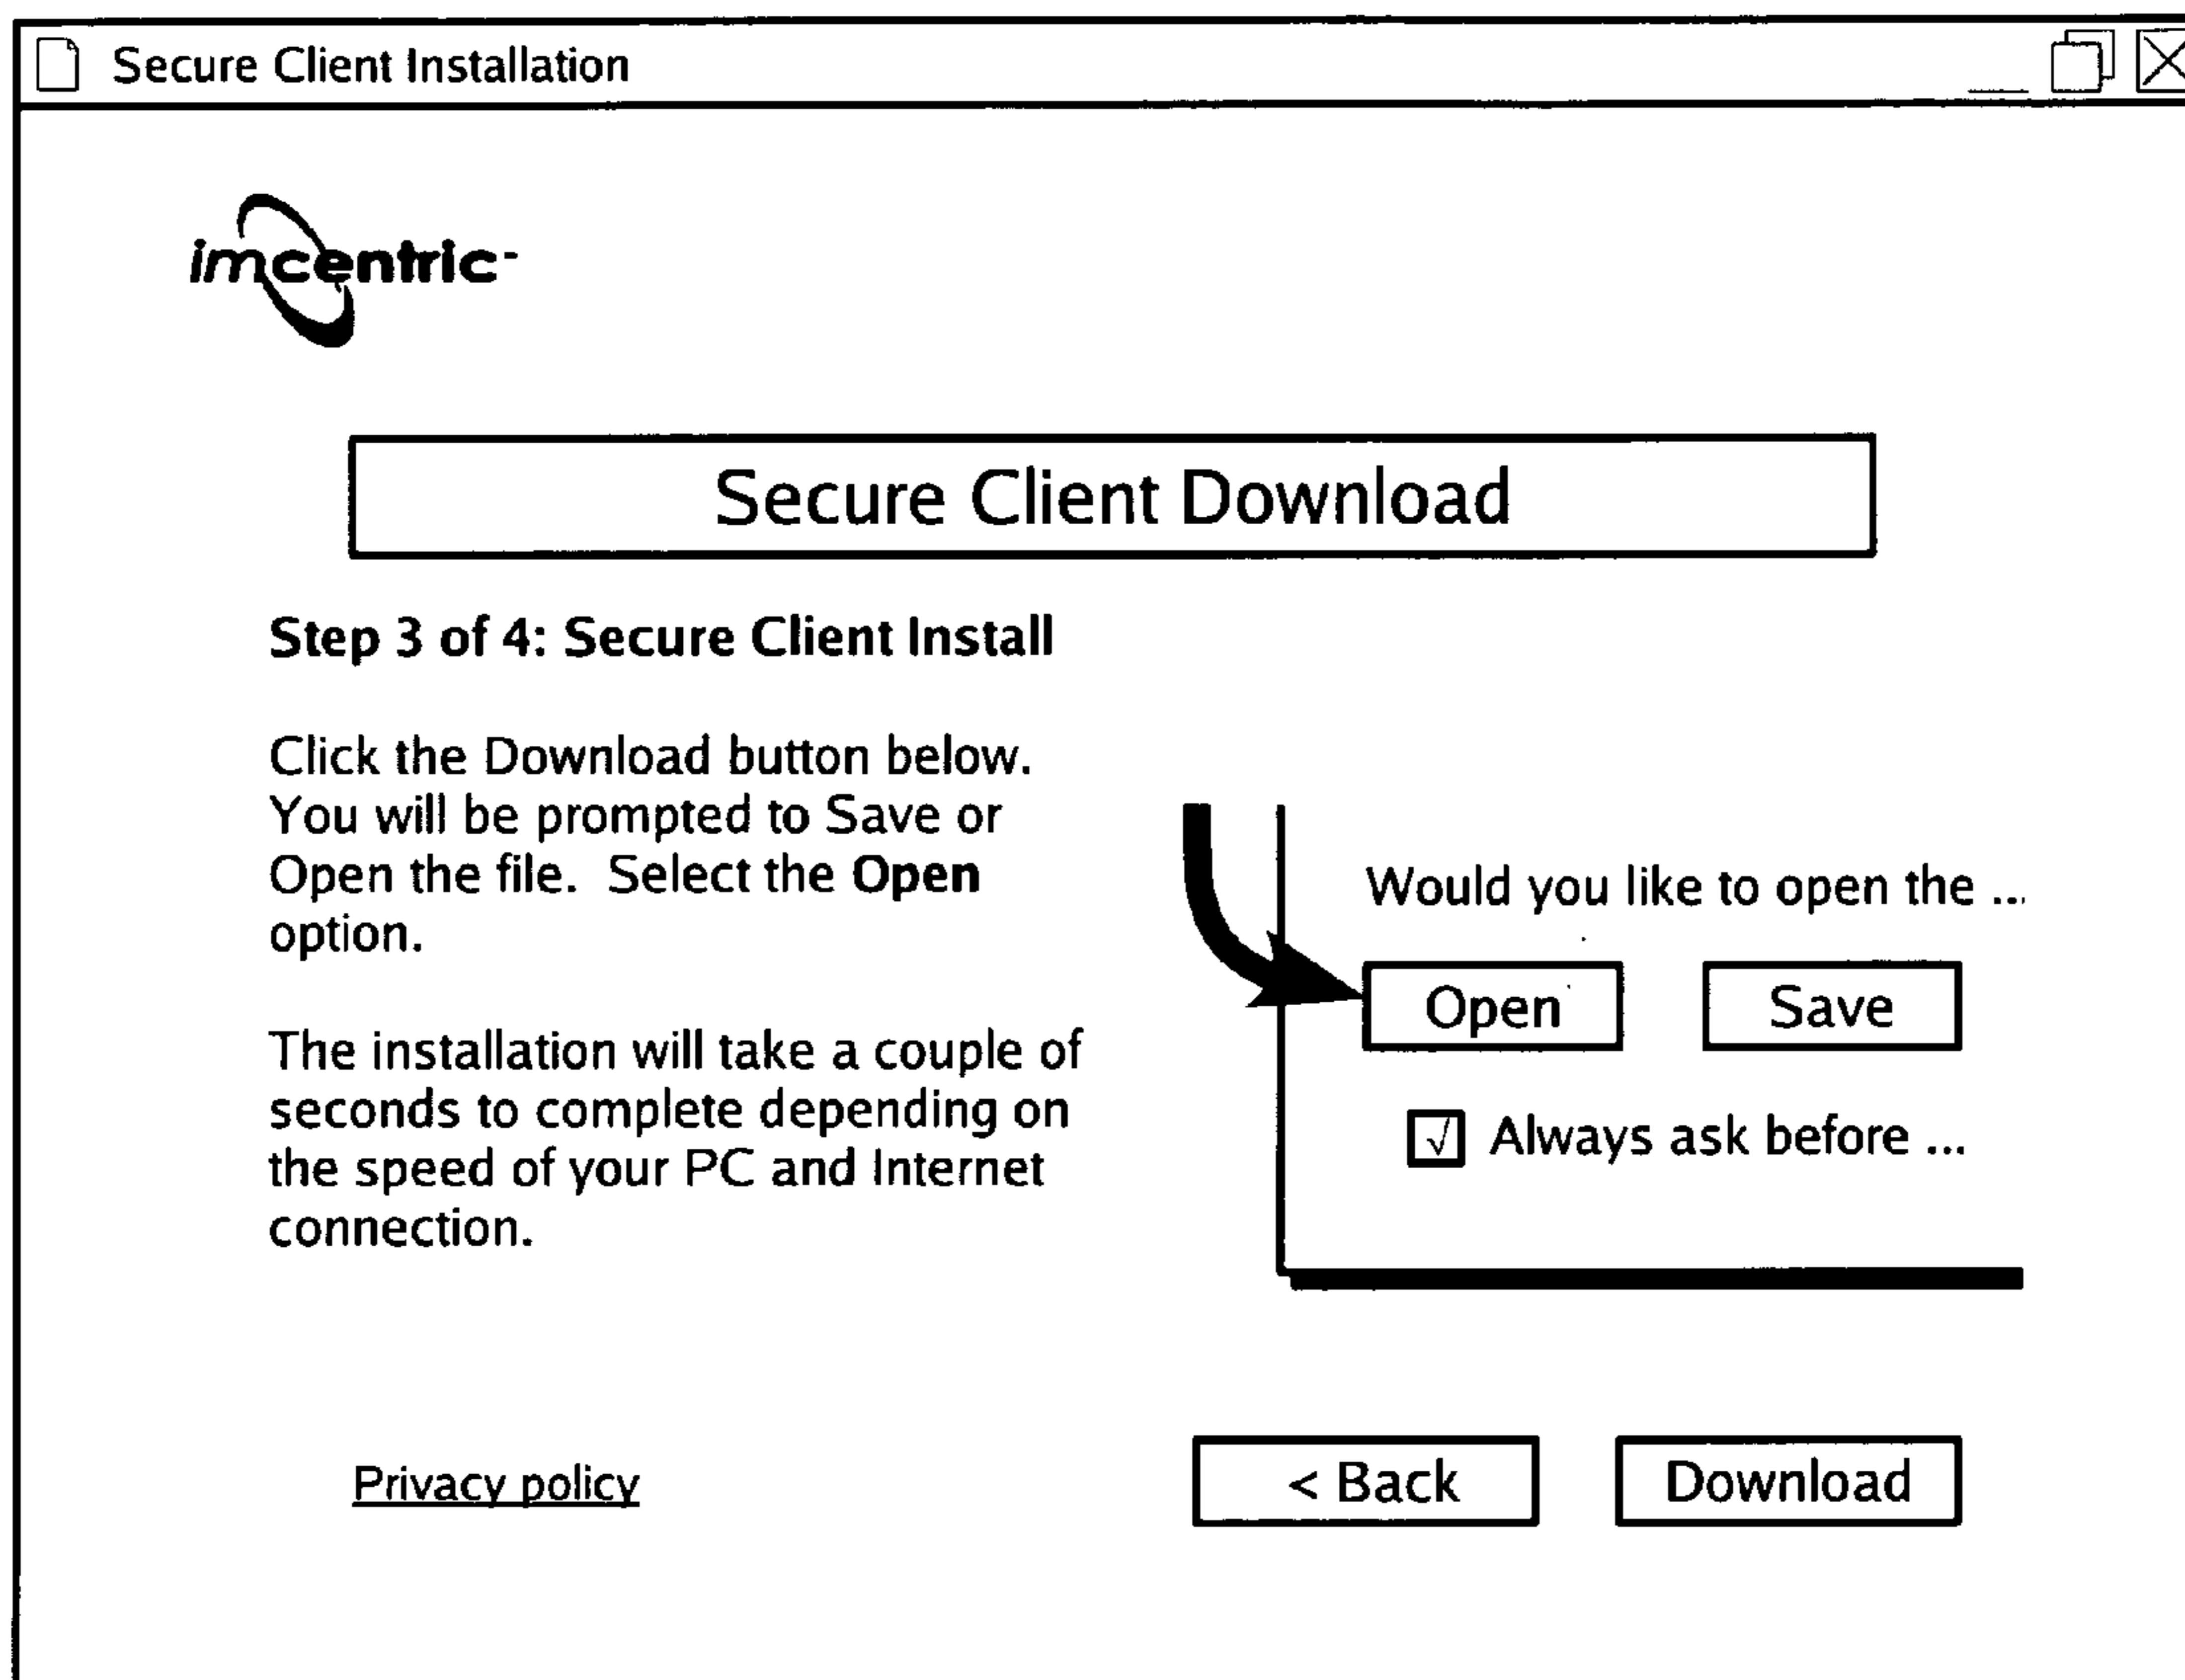 Secure Client Installation
imcentric
Secure Client Download
Step 3 of 4: Secure Client Install
Click the Download button below.
You will be prompted to Save or
Open the file. Select the Open
option.
The installation will take a couple of
seconds to complete depending on
the speed of your PC and Internet
connection.
Would you like to open the ...
Open
Save
√ Always ask before ...
Privacy policy
< Back
Download